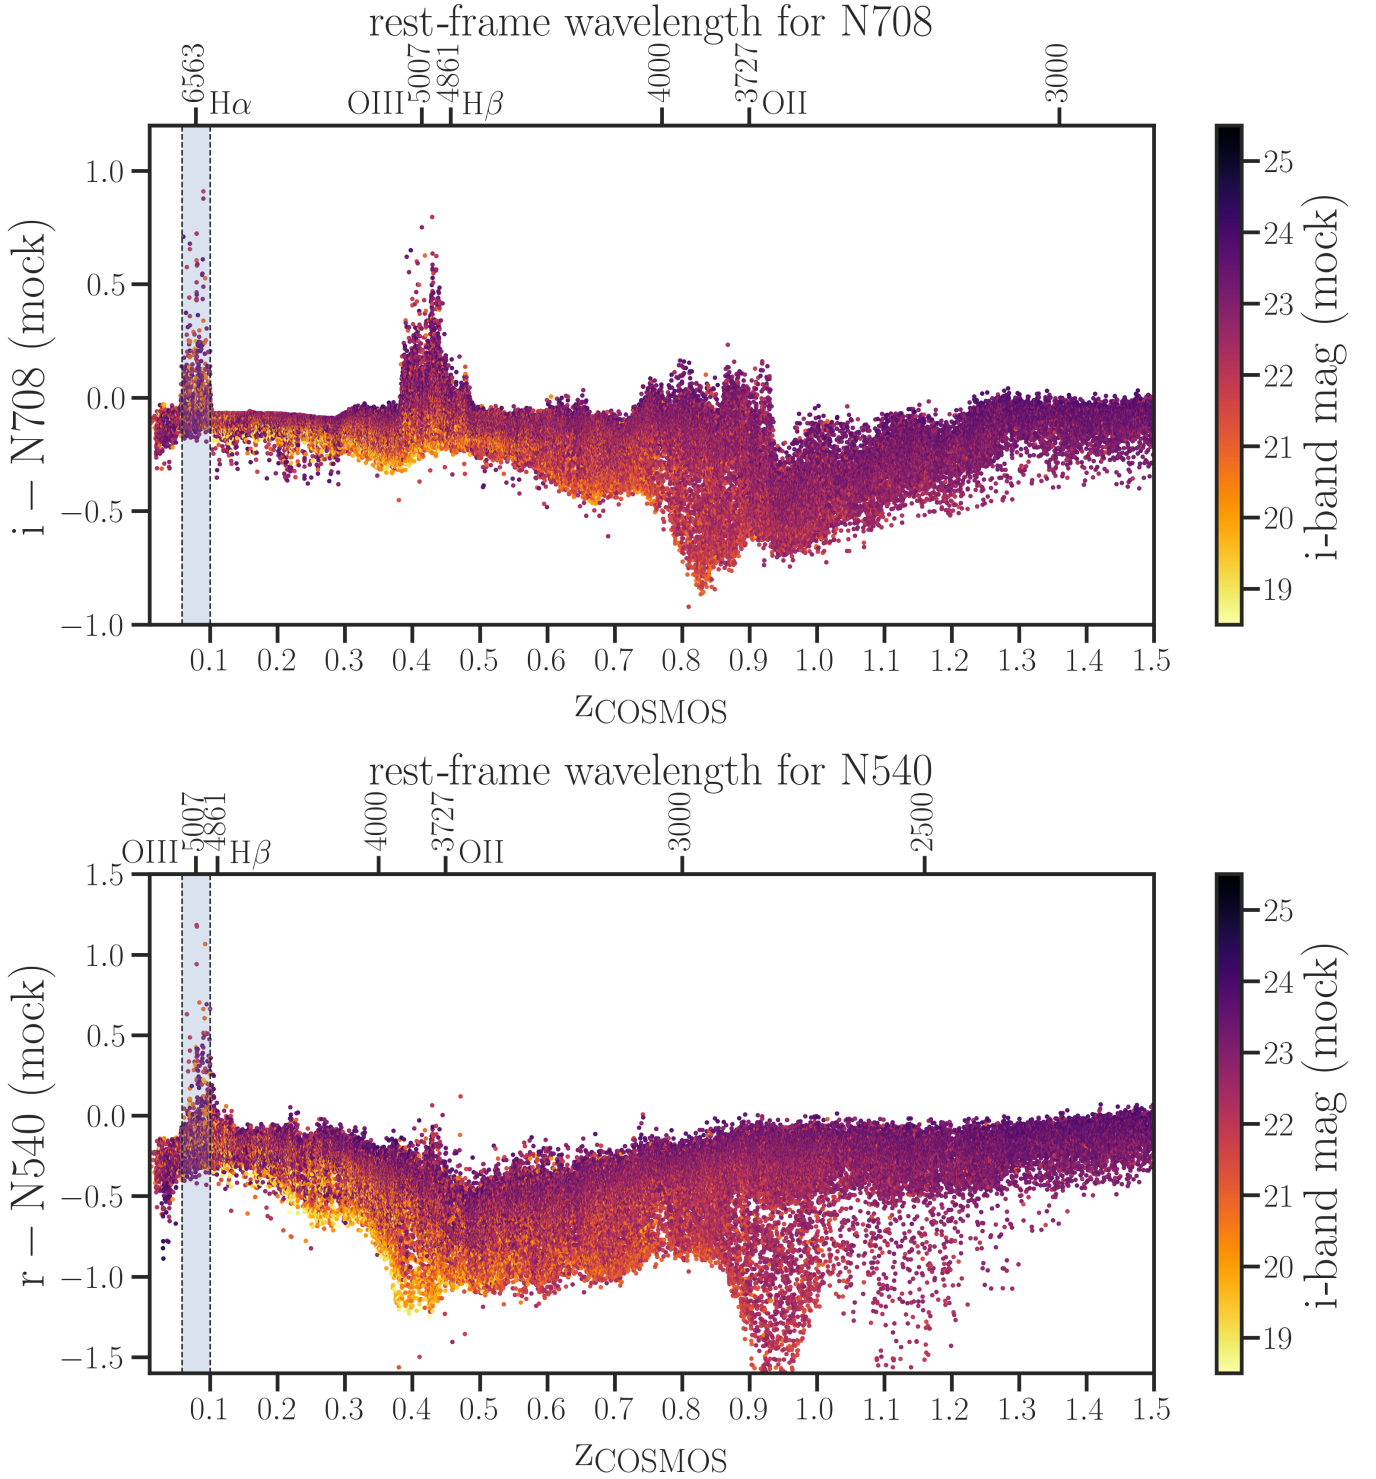 rest-frame wavelength for N708
6563 5007 4861 4000 3727 3000
Hα OIII Hβ OII
1.0
0.5
0.0
−0.5
−1.0
i − N708 (mock)
0.1 0.2 0.3 0.4 0.5 0.6 0.7 0.8 0.9 1.0 1.1 1.2 1.3 1.4 1.5
zCOSMOS
25
24
23
22
21
20
19
i-band mag (mock)
rest-frame wavelength for N540
5007 4861 4000 3727 3000 2500
OIII Hβ OII
1.5
1.0
0.5
0.0
−0.5
−1.0
−1.5
r − N540 (mock)
0.1 0.2 0.3 0.4 0.5 0.6 0.7 0.8 0.9 1.0 1.1 1.2 1.3 1.4 1.5
zCOSMOS
25
24
23
22
21
20
19
i-band mag (mock)